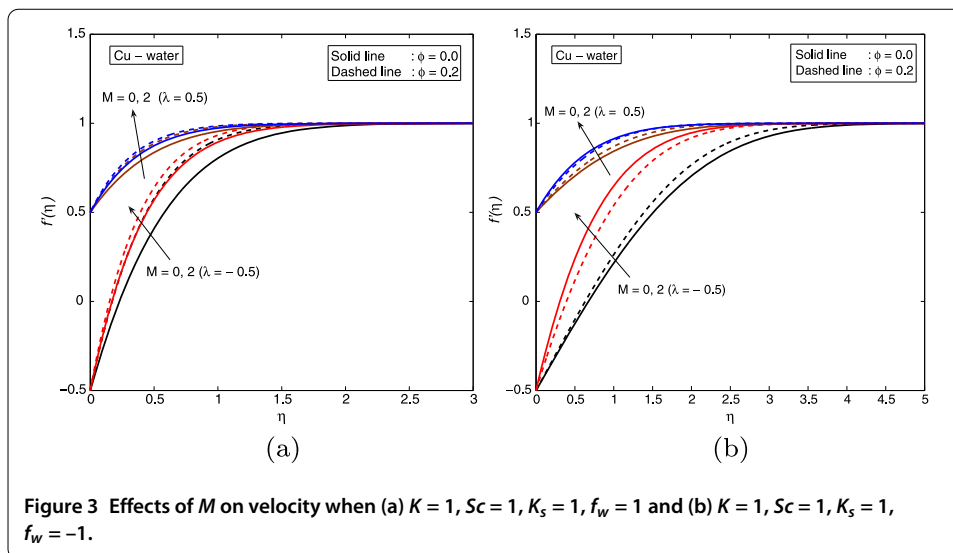 1.5
1
0.5
0
−0.5
f'(η)
Cu − water
Solid line : ϕ = 0.0
Dashed line : ϕ = 0.2
M = 0, 2 (λ = 0.5)
M = 0, 2 (λ = − 0.5)
0 0.5 1 1.5 2 2.5 3
η
(a)
1.5
1
0.5
0
−0.5
f'(η)
Cu − water
Solid line : ϕ = 0.0
Dashed line : ϕ = 0.2
M = 0, 2 (λ = 0.5)
M = 0, 2 (λ = − 0.5)
0 0.5 1 1.5 2 2.5 3 3.5 4 4.5 5
η
(b)
Figure 3 Effects of M on velocity when (a) K = 1, Sc = 1, Kₛ = 1, f_w = 1 and (b) K = 1, Sc = 1, Kₛ = 1,
f_w = –1.